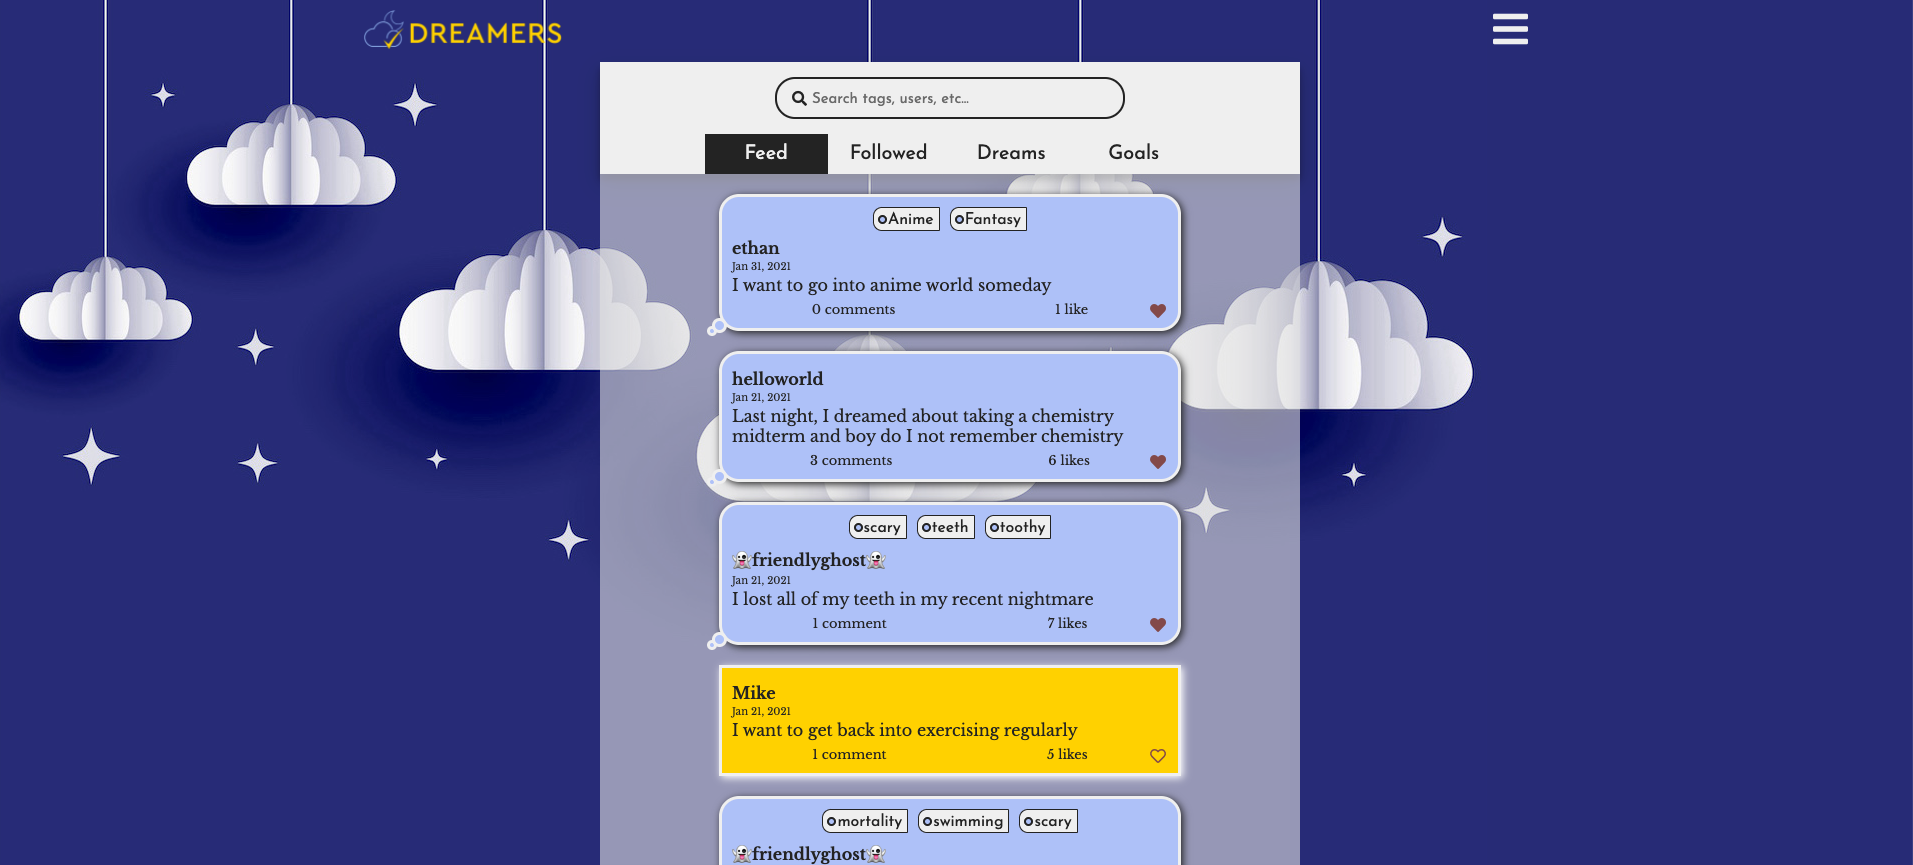 DREAMERS
Search tags, users, etc...
Feed Followed Dreams Goals
Anime Fantasy
ethan
Jan 31, 2021
I want to go into anime world someday
0 comments 1 like
helloworld
Jan 21, 2021
Last night, I dreamed about taking a chemistry
midterm and boy do I not remember chemistry
3 comments 6 likes
scary teeth toothy
👻friendlyghost👻
Jan 21, 2021
I lost all of my teeth in my recent nightmare
1 comment 7 likes
Mike
Jan 21, 2021
I want to get back into exercising regularly
1 comment 5 likes
mortality swimming scary
👻friendlyghost👻